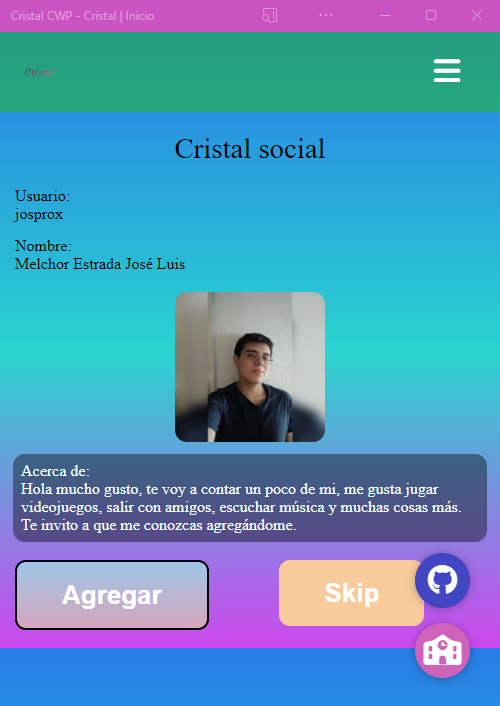 Cristal CWP - Cristal | Inicio
Cristal
Cristal social
Usuario:
josprox
Nombre:
Melchor Estrada José Luis
Acerca de:
Hola mucho gusto, te voy a contar un poco de mi, me gusta jugar
videojuegos, salir con amigos, escuchar música y muchas cosas más.
Te invito a que me conozcas agregándome.
Agregar
Skip